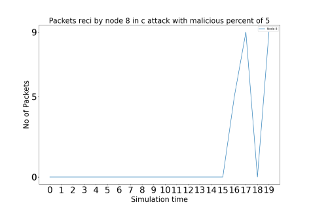 Packets reci by node 8 in c attack with malicious percent of 5
Node 8
9
5
0
No of Packets
0 1 2 3 4 5 6 7 8 9 10 11 12 13 14 15 16 17 18 19
Simulation time